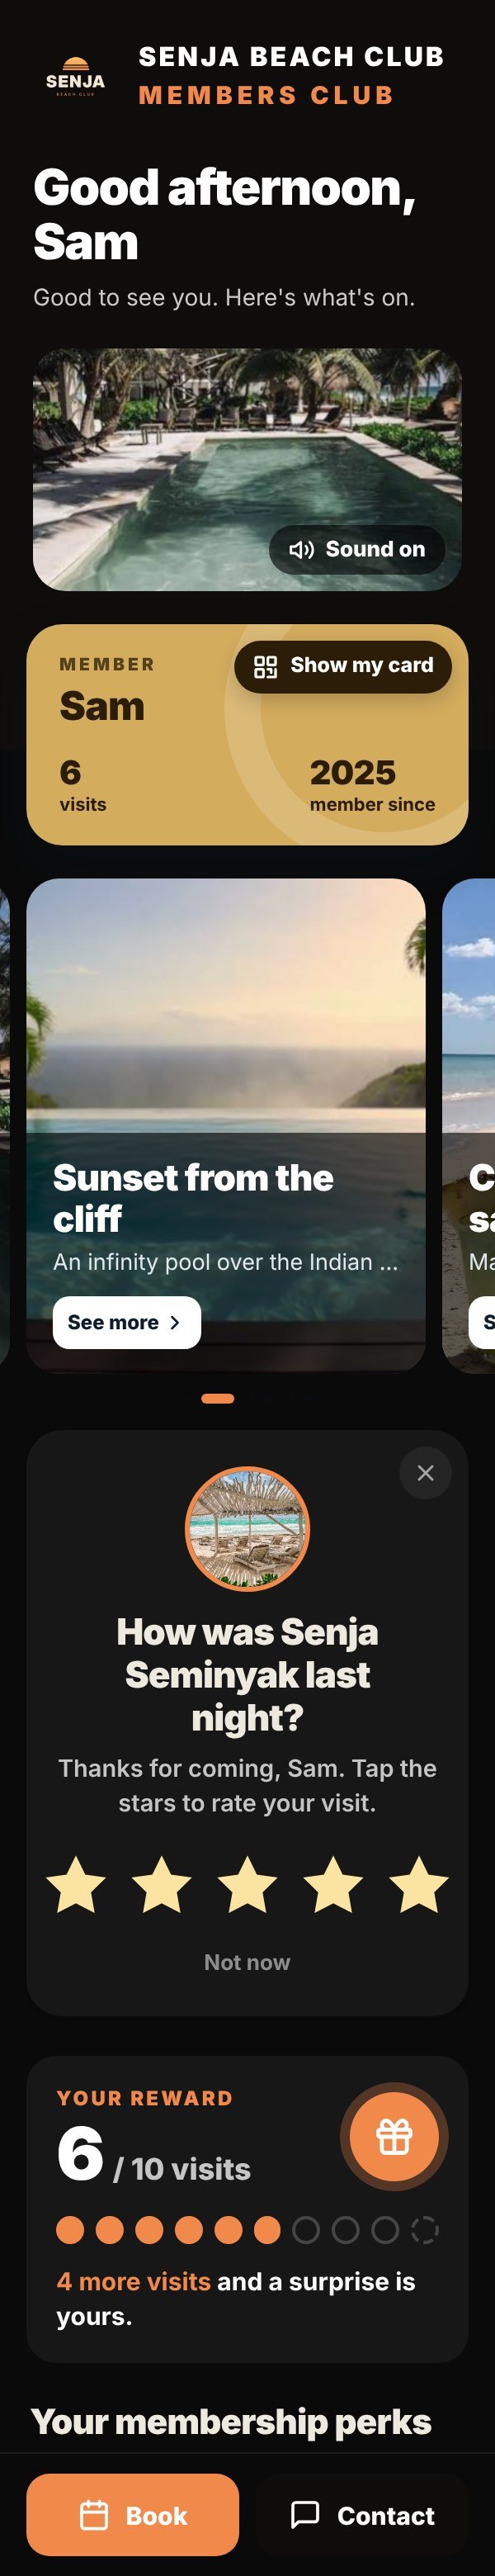 SENJA
BEACH CLUB
SENJA BEACH CLUB
MEMBERS CLUB
Good afternoon,
Sam
Good to see you. Here's what's on.
Sound on
MEMBER
Show my card
Sam
6
2025
visits
member since
Sunset from the
cliff
An infinity pool over the Indian ...
See more
C
sa
Ma
S
How was Senja
Seminyak last
night?
Thanks for coming, Sam. Tap the
stars to rate your visit.
Not now
YOUR REWARD
6 / 10 visits
4 more visits and a surprise is
yours.
Your membership perks
Book
Contact